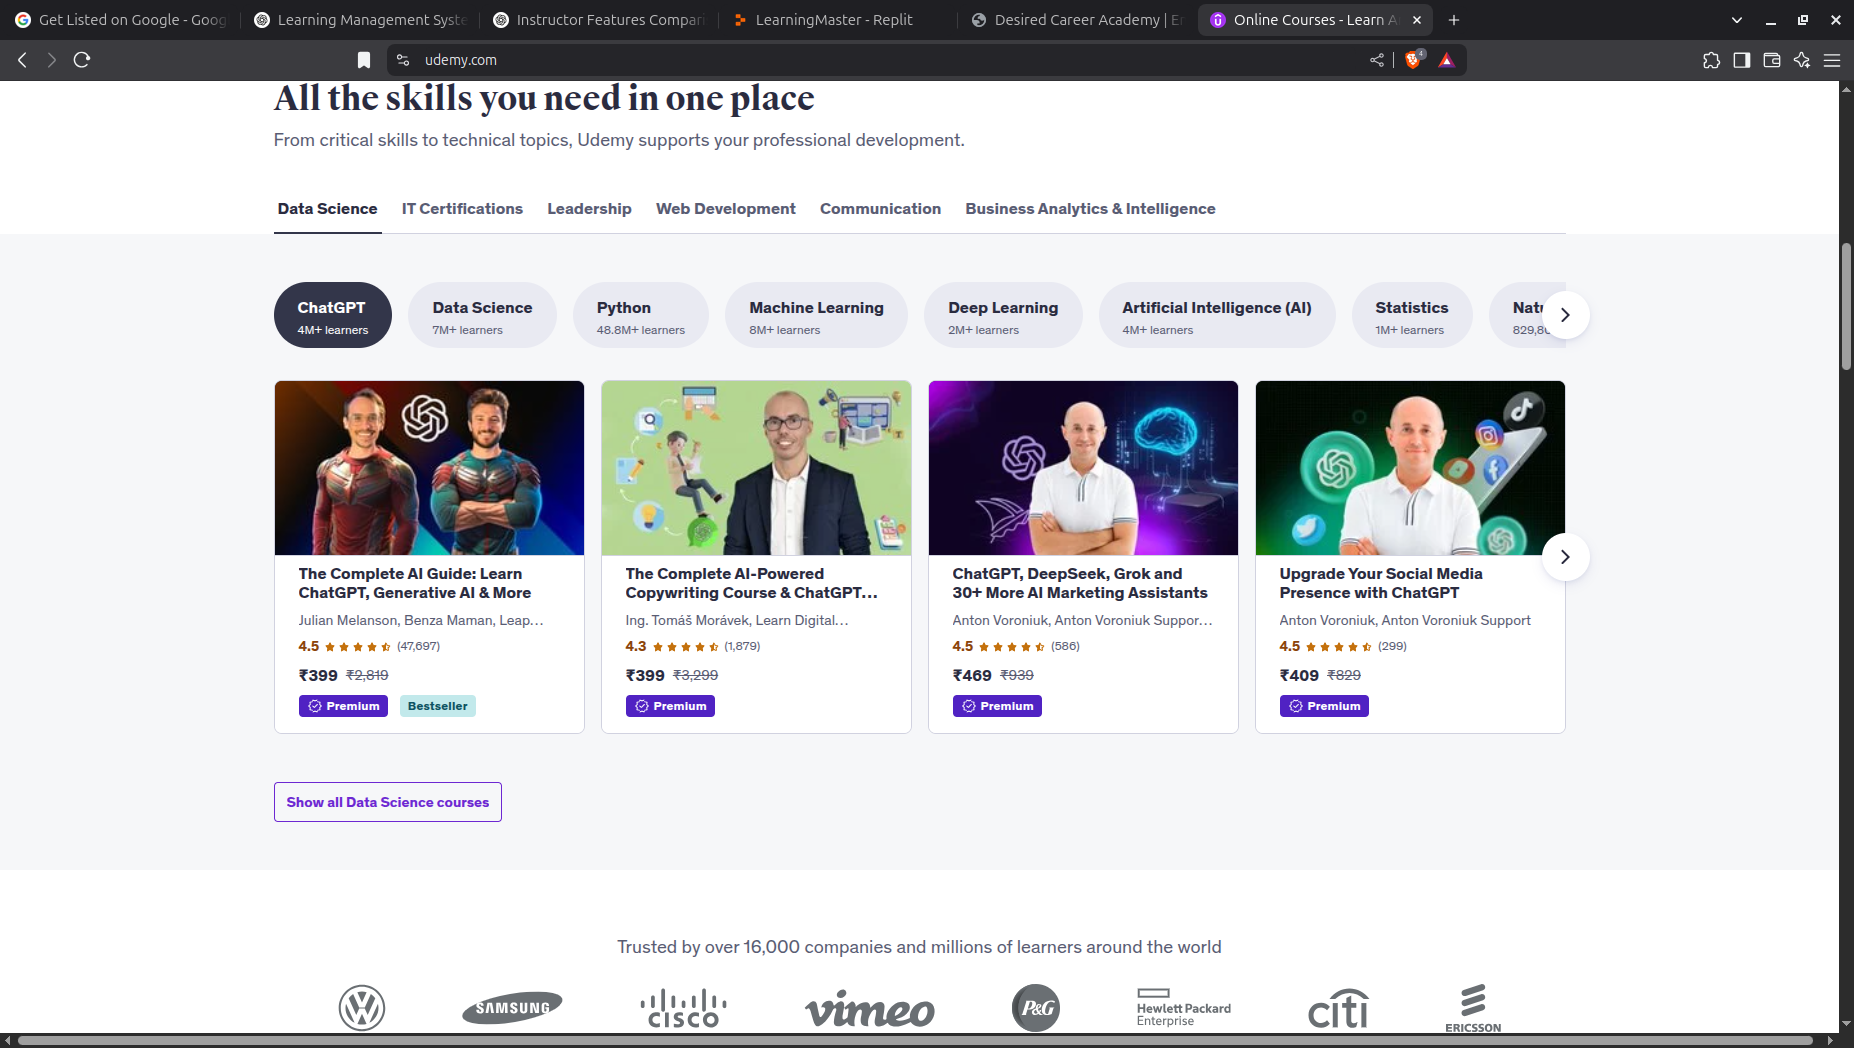 Get Listed on Google - Goog
Learning Management Syste
Instructor Features Compari
LearningMaster - Replit
Desired Career Academy | Er
Online Courses - Learn A
udemy.com
4
All the skills you need in one place
From critical skills to technical topics, Udemy supports your professional development.
Data Science
IT Certifications
Leadership
Web Development
Communication
Business Analytics & Intelligence
ChatGPT
4M+ learners
Data Science
7M+ learners
Python
48.8M+ learners
Machine Learning
8M+ learners
Deep Learning
2M+ learners
Artificial Intelligence (AI)
4M+ learners
Statistics
1M+ learners
The Complete AI Guide: Learn
ChatGPT, Generative AI & More
Julian Melanson, Benza Maman, Leap…
4.5 (47,697)
₹399 ₹2,819
Premium Bestseller
The Complete AI-Powered
Copywriting Course & ChatGPT…
Ing. Tomáš Morávek, Learn Digital…
4.3 (1,879)
₹399 ₹3,299
Premium
ChatGPT, DeepSeek, Grok and
30+ More AI Marketing Assistants
Anton Voroniuk, Anton Voroniuk Suppor…
4.5 (586)
₹469 ₹939
Premium
Upgrade Your Social Media
Presence with ChatGPT
Anton Voroniuk, Anton Voroniuk Support
4.5 (299)
₹409 ₹829
Premium
Show all Data Science courses
Trusted by over 16,000 companies and millions of learners around the world
SAMSUNG
CISCO
vimeo
P&G
Hewlett Packard
Enterprise
citi
ERICSSON